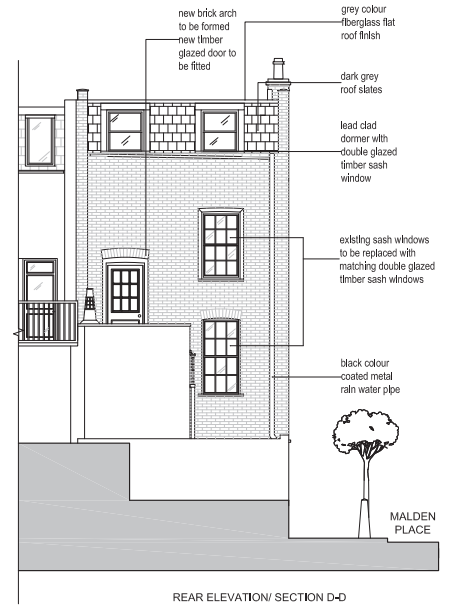 new brick arch
to be formed
new timber
glazed door to
be fitted
grey colour
fiberglass flat
roof finish
dark grey
roof slates
lead clad
dormer with
double glazed
timber sash
window
existing sash windows
to be replaced with
matching double glazed
timber sash windows
black colour
coated metal
rain water pipe
MALDEN
PLACE
REAR ELEVATION/ SECTION D-D